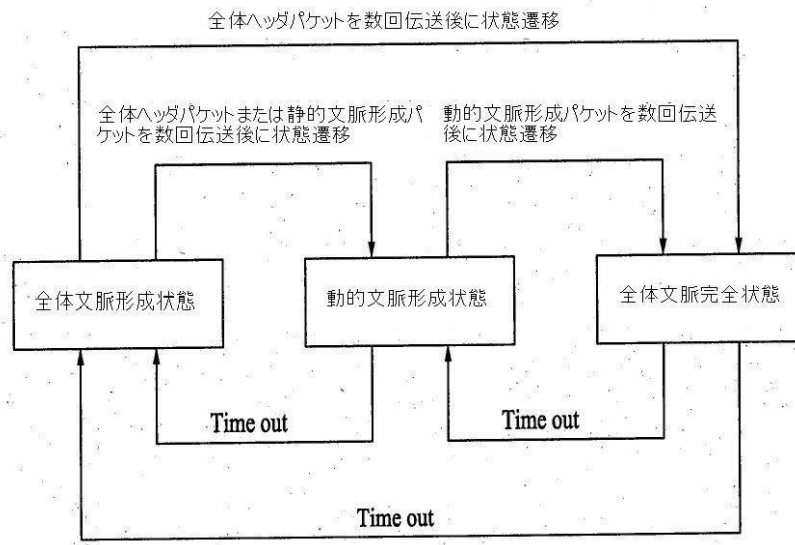 全体ヘッダパケットを数回伝送後に状態遷移
全体ヘッダパケットまたは静的文脈形成パ
ケットを数回伝送後に状態遷移
動的文脈形成パケットを数回伝送
後に状態遷移
全体文脈形成状態
動的文脈形成状態
全体文脈完全状態
Time out
Time out
Time out